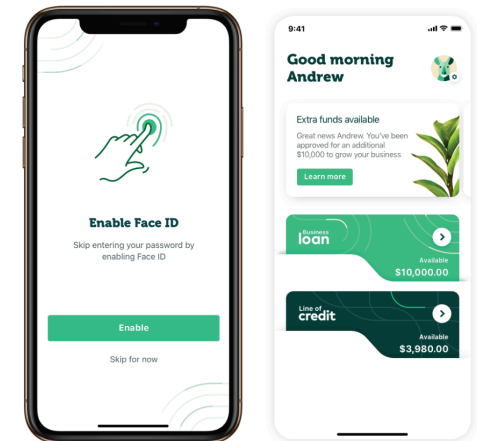 Enable Face ID
Skip entering your password by
enabling Face ID
Enable
Skip for now
9:41
Good morning
Andrew
Extra funds available
Great news Andrew. You've been
approved for an additional
$10,000 to grow your business
Learn more
Business
loan
Available
$10,000.00
Line of
credit
Available
$3,980.00